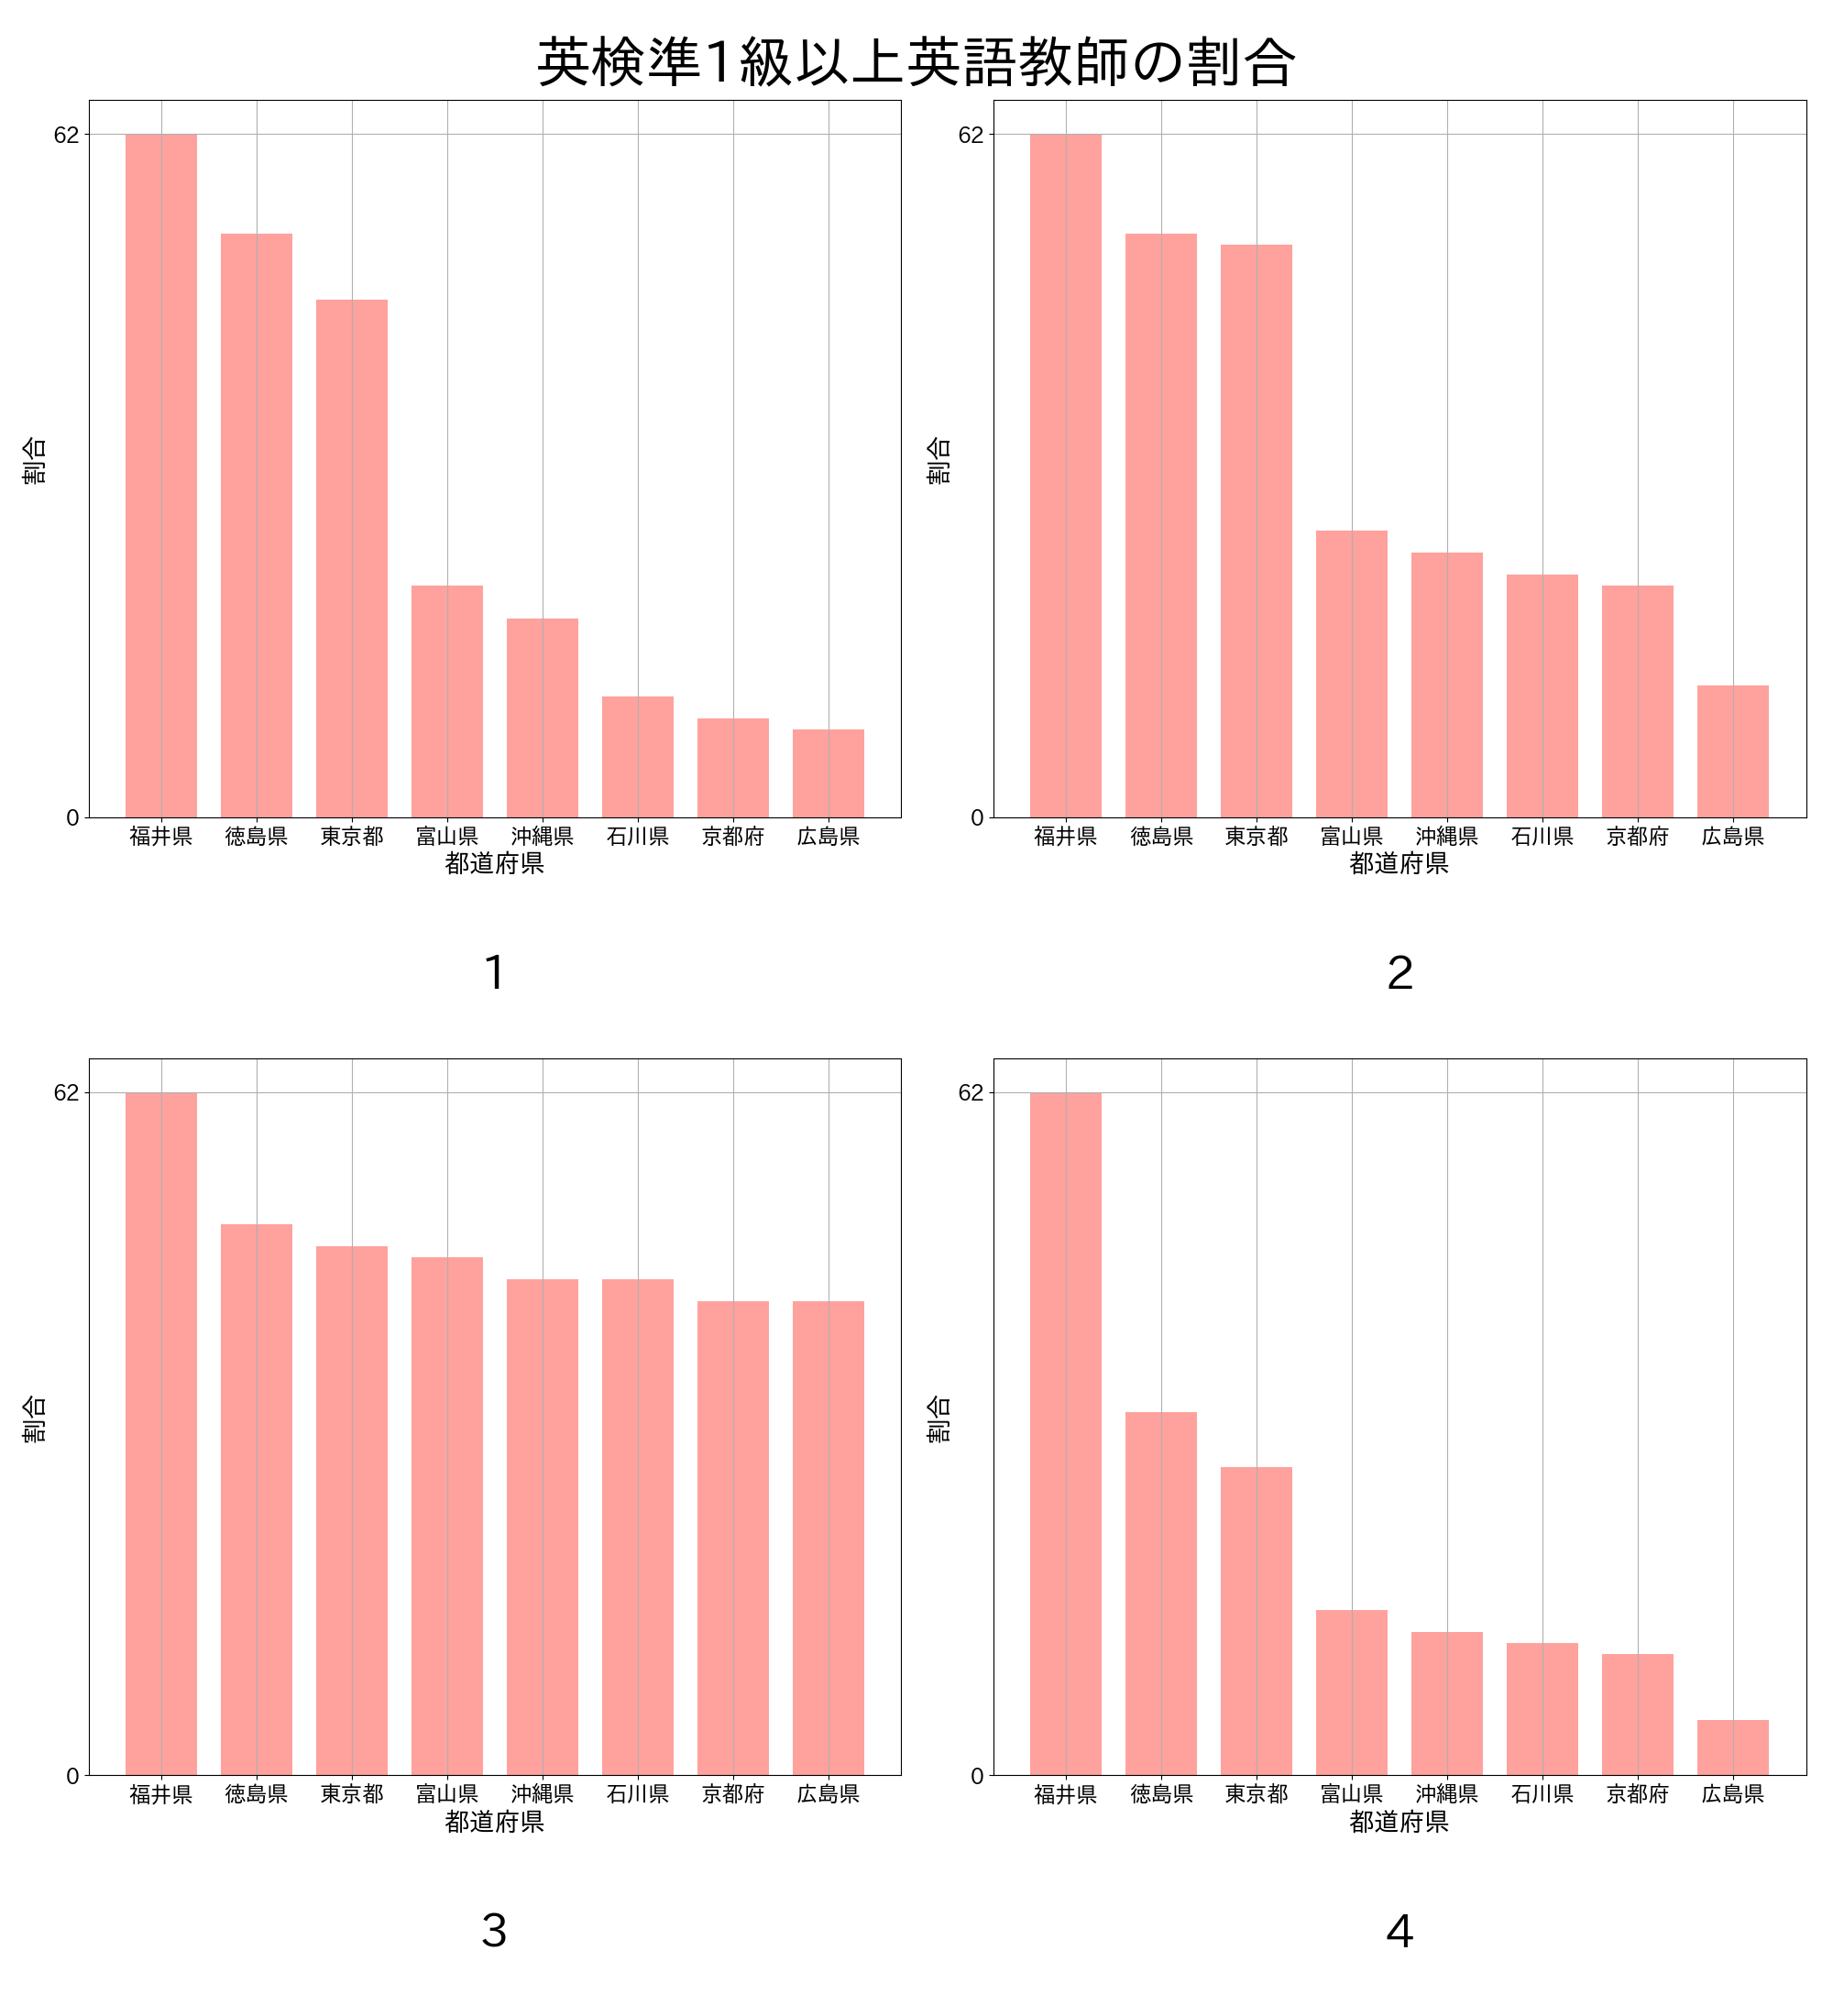 英検準1級以上英語教師の割合
62
割合
0
福井県 徳島県 東京都 富山県 沖縄県 石川県 京都府 広島県
都道府県
1
62
割合
0
福井県 徳島県 東京都 富山県 沖縄県 石川県 京都府 広島県
都道府県
2
62
割合
0
福井県 徳島県 東京都 富山県 沖縄県 石川県 京都府 広島県
都道府県
3
62
割合
0
福井県 徳島県 東京都 富山県 沖縄県 石川県 京都府 広島県
都道府県
4